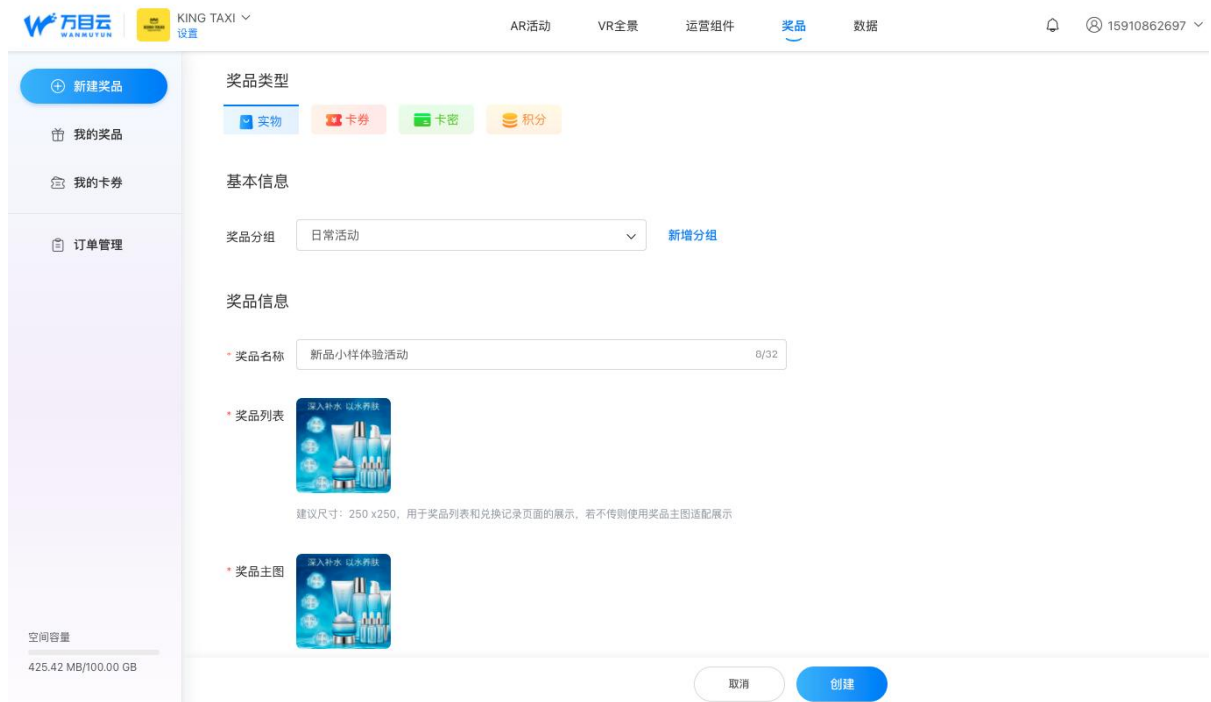 万目云
WANMUYUN
KING TAXI
设置
AR活动
VR全景
运营组件
奖品
数据
15910862697
新建奖品
我的奖品
我的卡券
订单管理
空间容量
425.42 MB/100.00 GB
奖品类型
实物
卡券
卡密
积分
基本信息
奖品分组
日常活动
新增分组
奖品信息
* 奖品名称
新品小样体验活动
0/32
* 奖品列表
深入补水 以水养肤
建议尺寸：250 x250，用于奖品列表和兑换记录页面的展示，若不传则使用奖品主图适配展示
* 奖品主图
深入补水 以水养肤
取消
创建